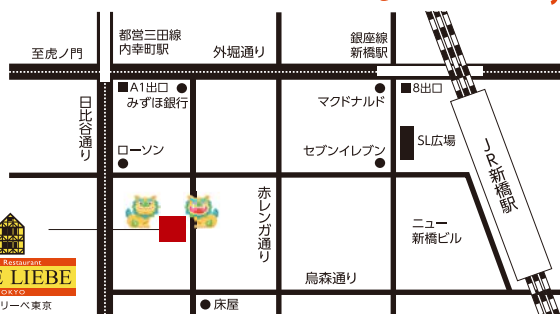 至虎ノ門
都営三田線
内幸町駅
外堀通り
銀座線
新橋駅
A1出口
みずほ銀行
マクドナルド
8出口
日比谷通り
ローソン
セブンイレブン
SL広場
JR新橋駅
赤レンガ通り
ニュー
新橋ビル
烏森通り
床屋
Restaurant
E LIEBE
TOKYO
リーベ東京